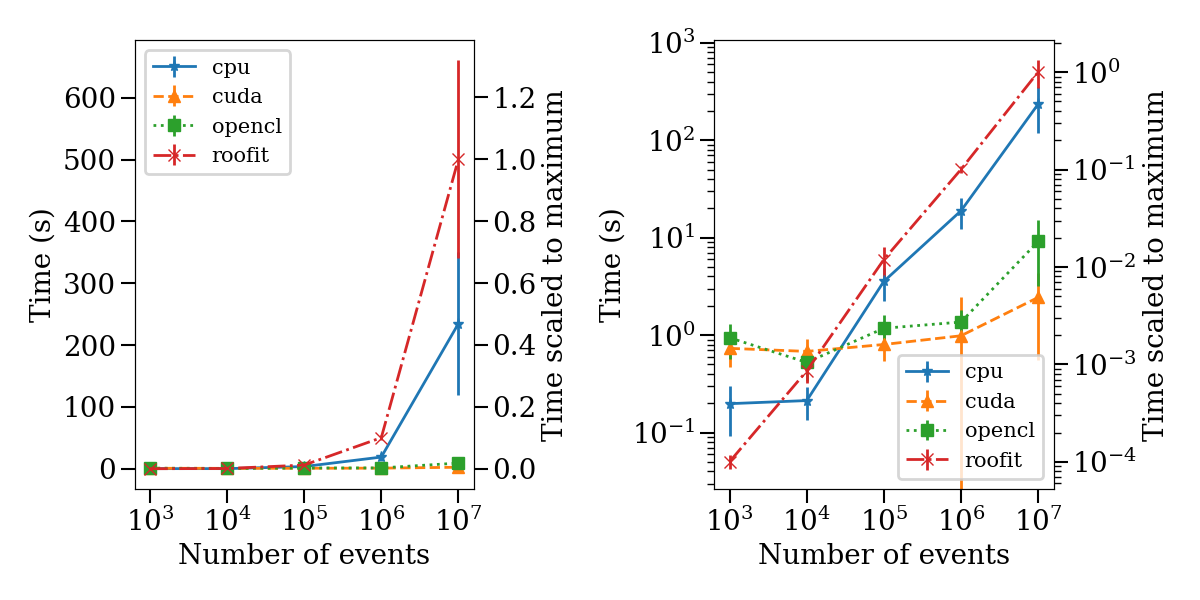 cpu
cuda
opencl
roofit
Time (s)
600
500
400
300
200
100
0
1.2
1.0
0.8
0.6
0.4
0.2
0.0
Time scaled to maximum
10³ 10⁴ 10⁵ 10⁶ 10⁷
Number of events
Time (s)
10³
10²
10¹
10⁰
10⁻¹
10⁰
10⁻¹
10⁻²
10⁻³
10⁻⁴
Time scaled to maximum
cpu
cuda
opencl
roofit
10³ 10⁴ 10⁵ 10⁶ 10⁷
Number of events